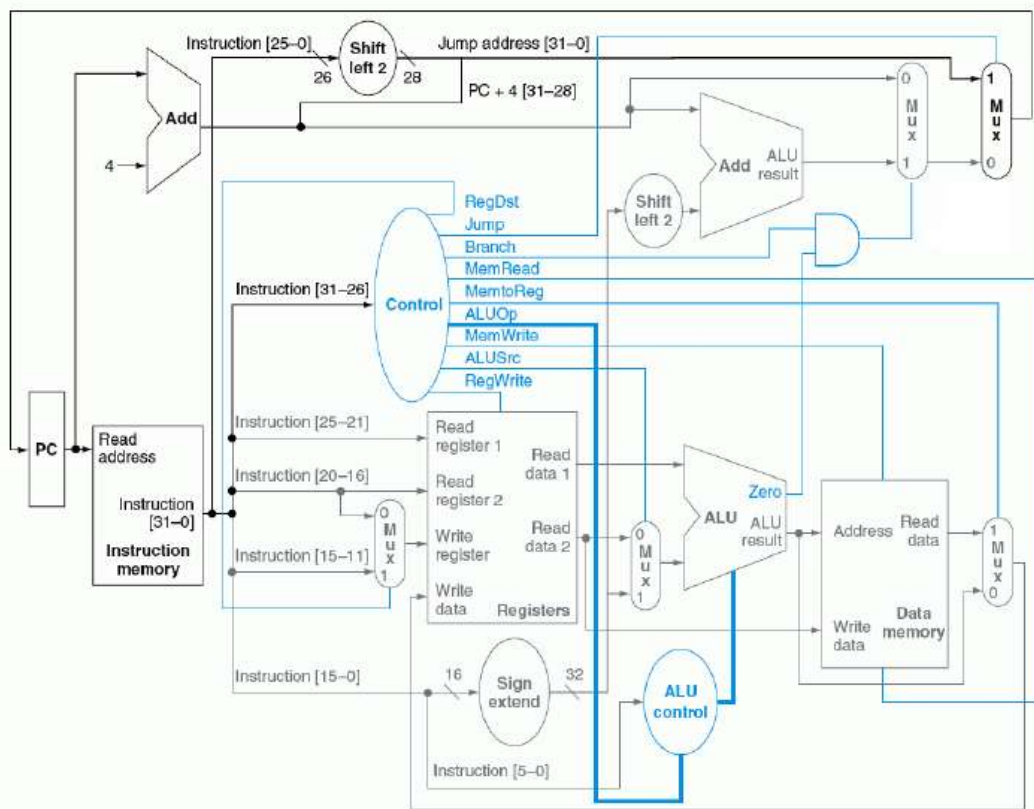 Instruction [25–0]
Shift
left 2
Jump address [31–0]
26
28
PC + 4 [31–28]
Add
4
0
M
u
x
1
1
M
u
x
0
Add
ALU
result
Shift
left 2
RegDst
Jump
Branch
MemRead
MemtoReg
ALUOp
MemWrite
ALUSrc
RegWrite
Instruction [31–26]
Control
PC
Read
address
Instruction
[31–0]
Instruction
memory
Instruction [25–21]
Instruction [20–16]
Instruction [15–11]
0
M
u
x
1
Read
register 1
Read
register 2
Write
register
Write
data
Read
data 1
Read
data 2
Registers
0
M
u
x
1
Zero
ALU
ALU
result
Address
Read
data
Write
data
Data
memory
1
M
u
x
0
Instruction [15–0]
16
Sign
extend
32
ALU
control
Instruction [5–0]